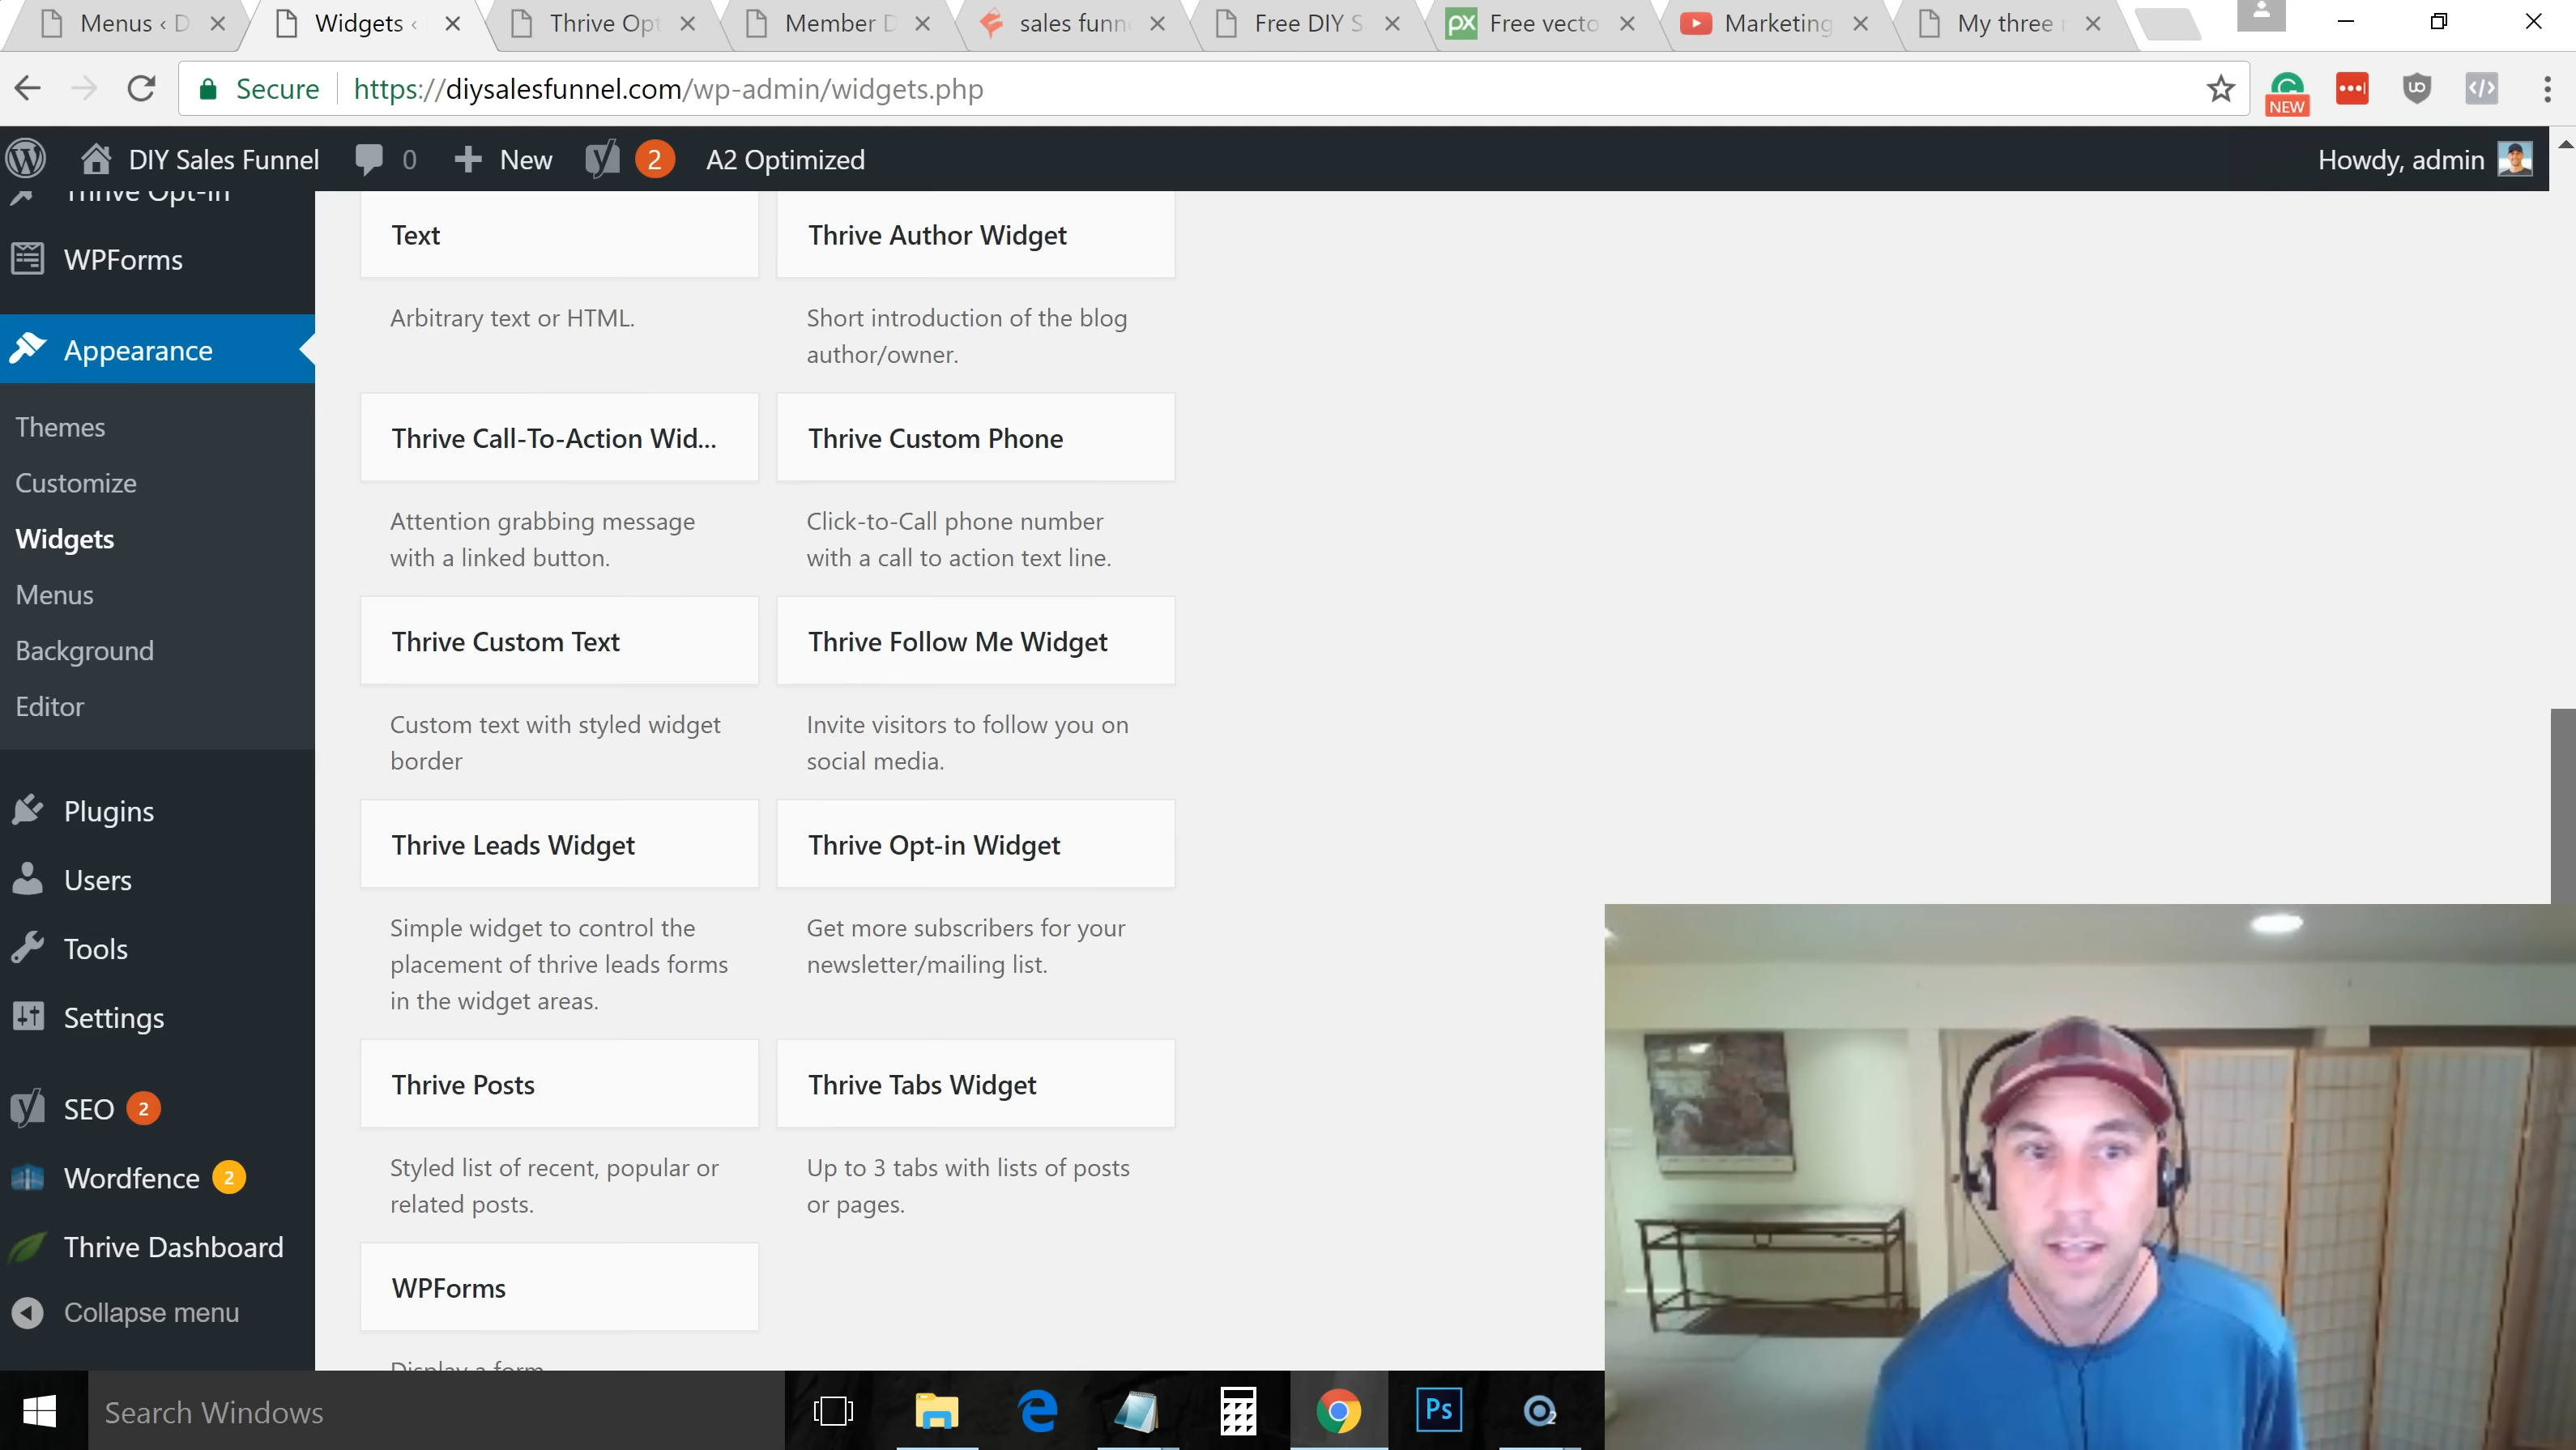 Menus ‹ D
Widgets ‹
Thrive Opt
Member D
sales funn
Free DIY S
px Free vecto
Marketing
My three
Secure https://diysalesfunnel.com/wp-admin/widgets.php
NEW
DIY Sales Funnel 0 New 2 A2 Optimized Howdy, admin
Thrive Opt-in
WPForms
Appearance
Themes
Customize
Widgets
Menus
Background
Editor
Plugins
Users
Tools
Settings
SEO 2
Wordfence 2
Thrive Dashboard
Collapse menu
Text
Arbitrary text or HTML.
Thrive Author Widget
Short introduction of the blog
author/owner.
Thrive Call-To-Action Wid...
Attention grabbing message
with a linked button.
Thrive Custom Phone
Click-to-Call phone number
with a call to action text line.
Thrive Custom Text
Custom text with styled widget
border
Thrive Follow Me Widget
Invite visitors to follow you on
social media.
Thrive Leads Widget
Simple widget to control the
placement of thrive leads forms
in the widget areas.
Thrive Opt-in Widget
Get more subscribers for your
newsletter/mailing list.
Thrive Posts
Styled list of recent, popular or
related posts.
Thrive Tabs Widget
Up to 3 tabs with lists of posts
or pages.
WPForms
Display a form
Search Windows
Ps
2